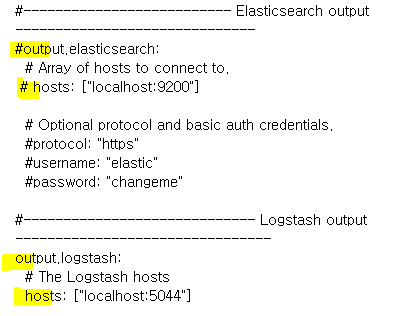 #-------------------------- Elasticsearch output
------------------------------
#output.elasticsearch:
# Array of hosts to connect to.
# hosts: ["localhost:9200"]
# Optional protocol and basic auth credentials.
#protocol: "https"
#username: "elastic"
#password: "changeme"
#----------------------------- Logstash output
--------------------------------
output.logstash:
# The Logstash hosts
hosts: ["localhost:5044"]